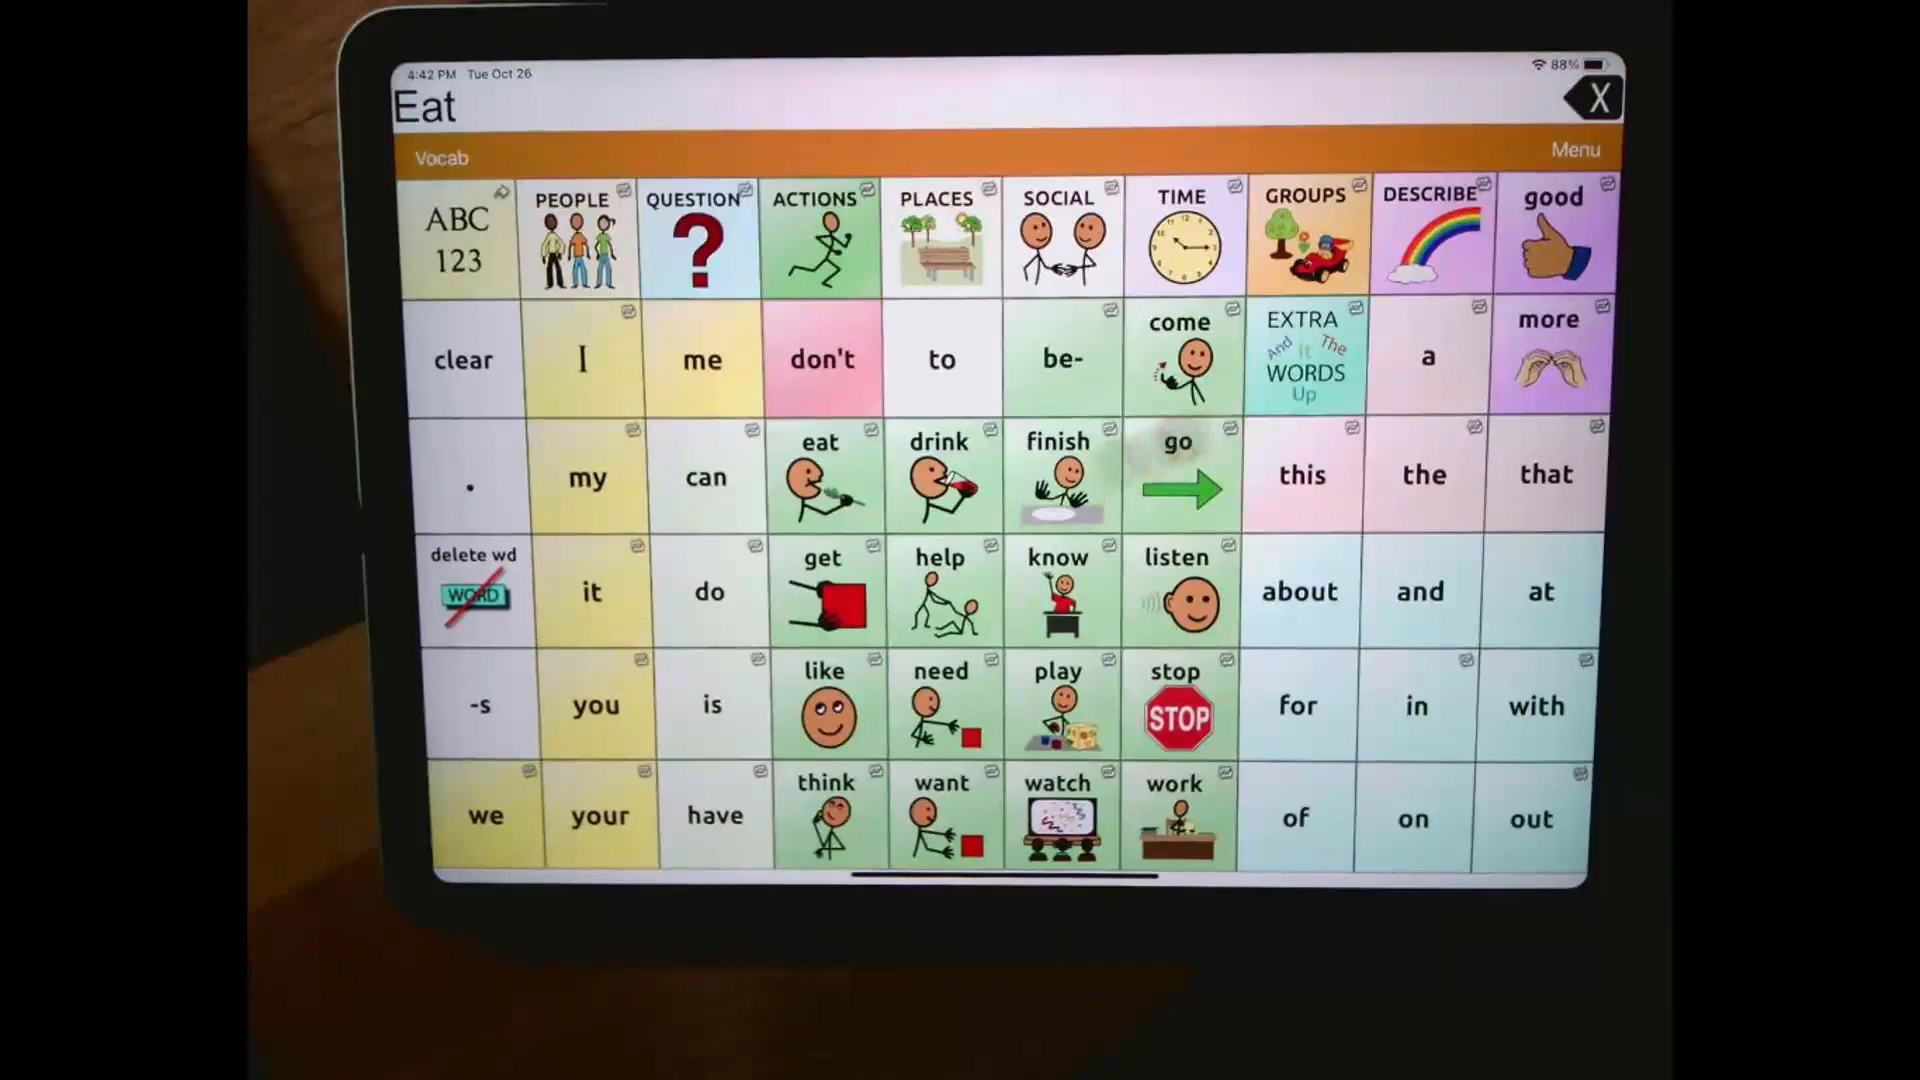 4:42 PM Tue Oct 26 88%
Eat X
Vocab Menu
ABC 123 PEOPLE QUESTION ACTIONS PLACES SOCIAL TIME GROUPS DESCRIBE good
clear I me don't to be- come EXTRA And It The WORDS Up a more
. my can eat drink finish go this the that
delete wd WORD it do get help know listen about and at
-s you is like need play stop STOP for in with
we your have think want watch work of on out